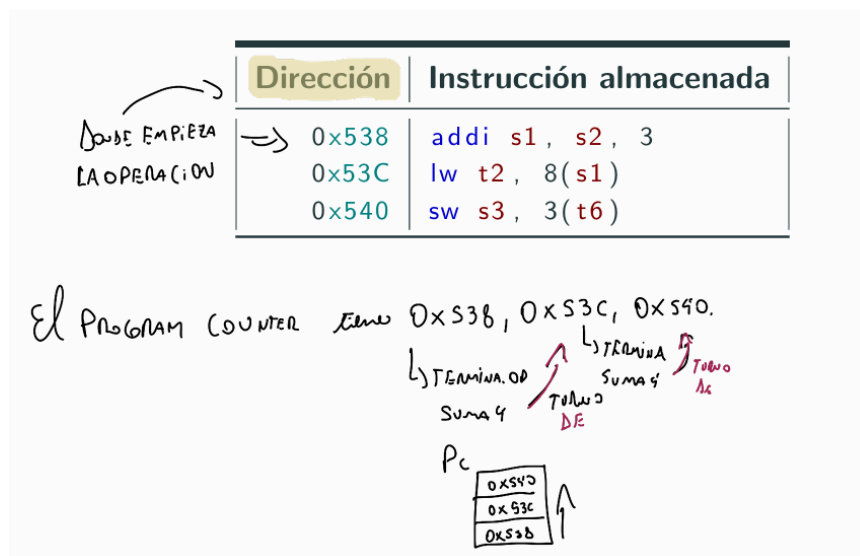 Dirección Instrucción almacenada
DONDE EMPIEZA
LA OPERACION
0x538 addi s1, s2, 3
0x53C lw t2, 8(s1)
0x540 sw s3, 3(t6)
El PROGRAM COUNTER tiene 0x538, 0x53C, 0x540.
TERMINA. OP
SUMA 4
TURNO
DE
TERMINA
SUMA 4
TURNO
DE
PC
0x540
0x53C
0x538